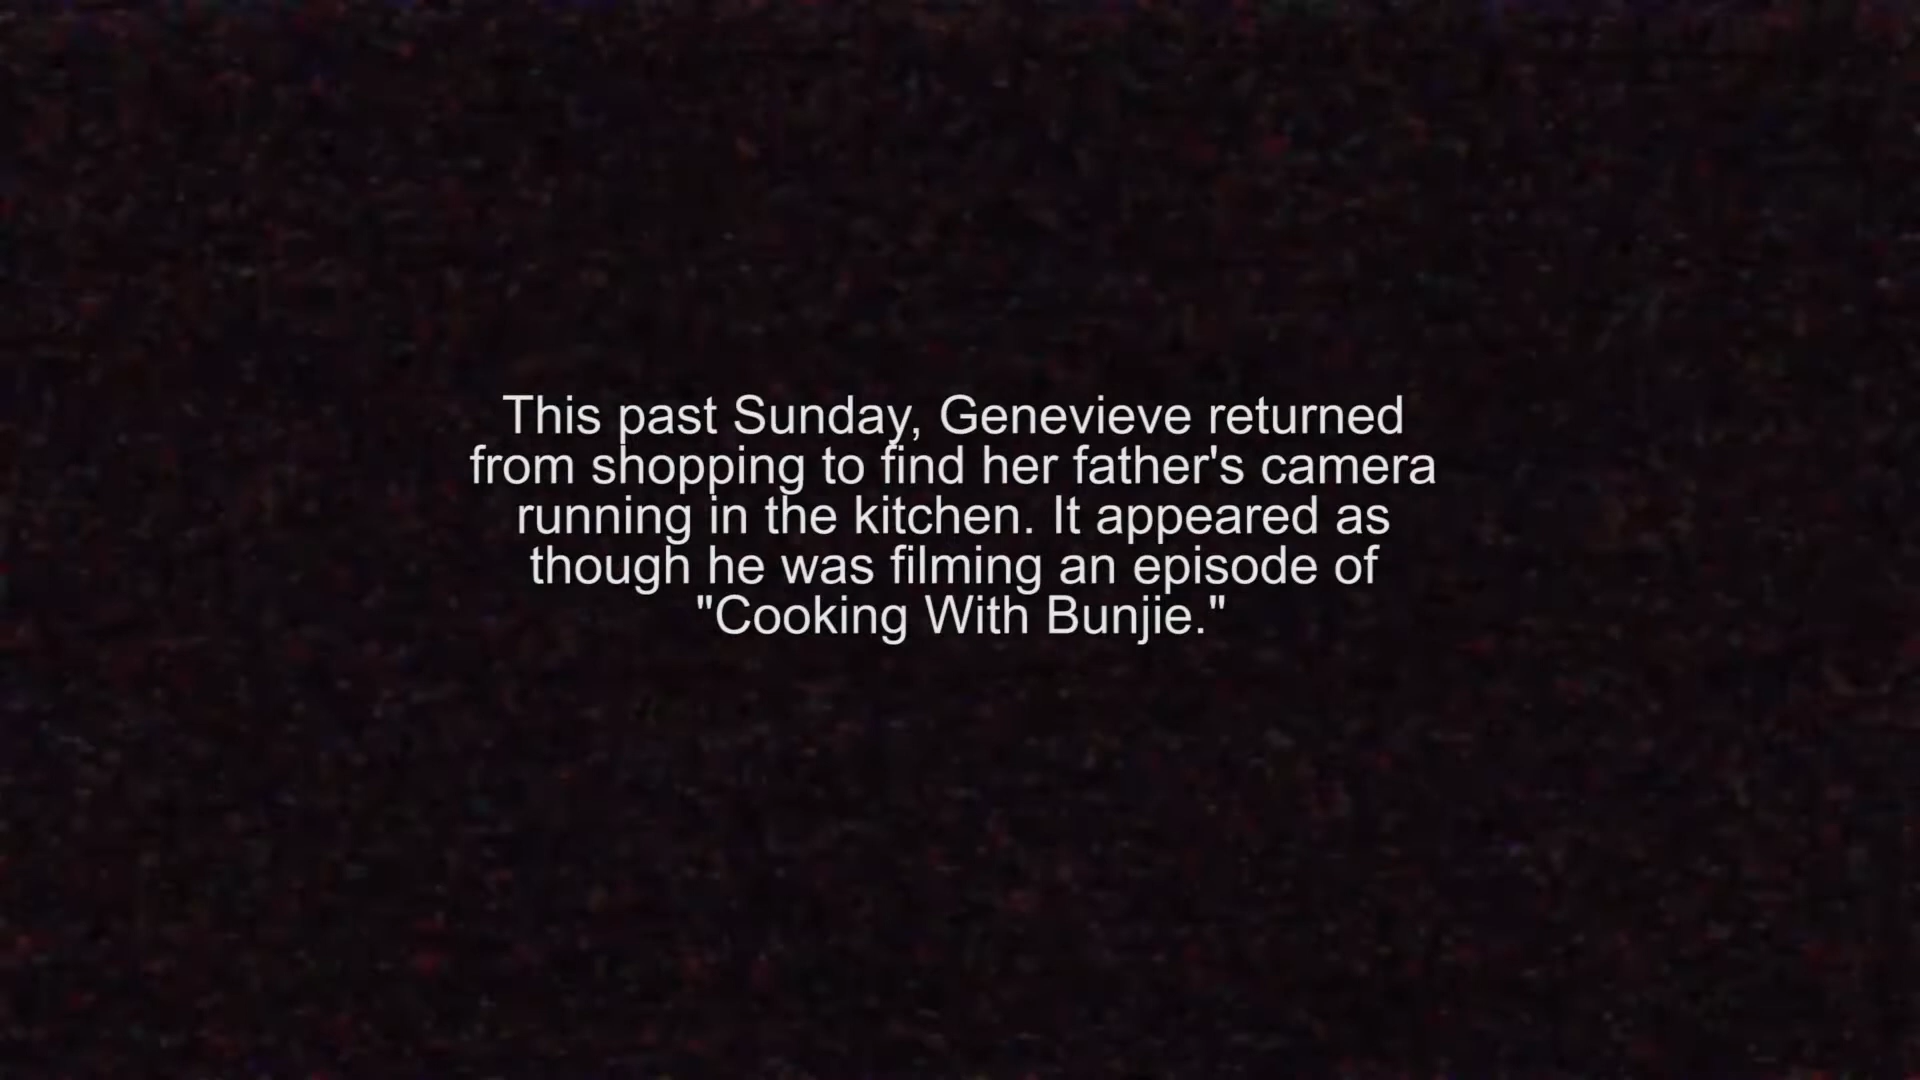 This past Sunday, Genevieve returned
from shopping to find her father's camera
running in the kitchen. It appeared as
though he was filming an episode of
"Cooking With Bunjie."